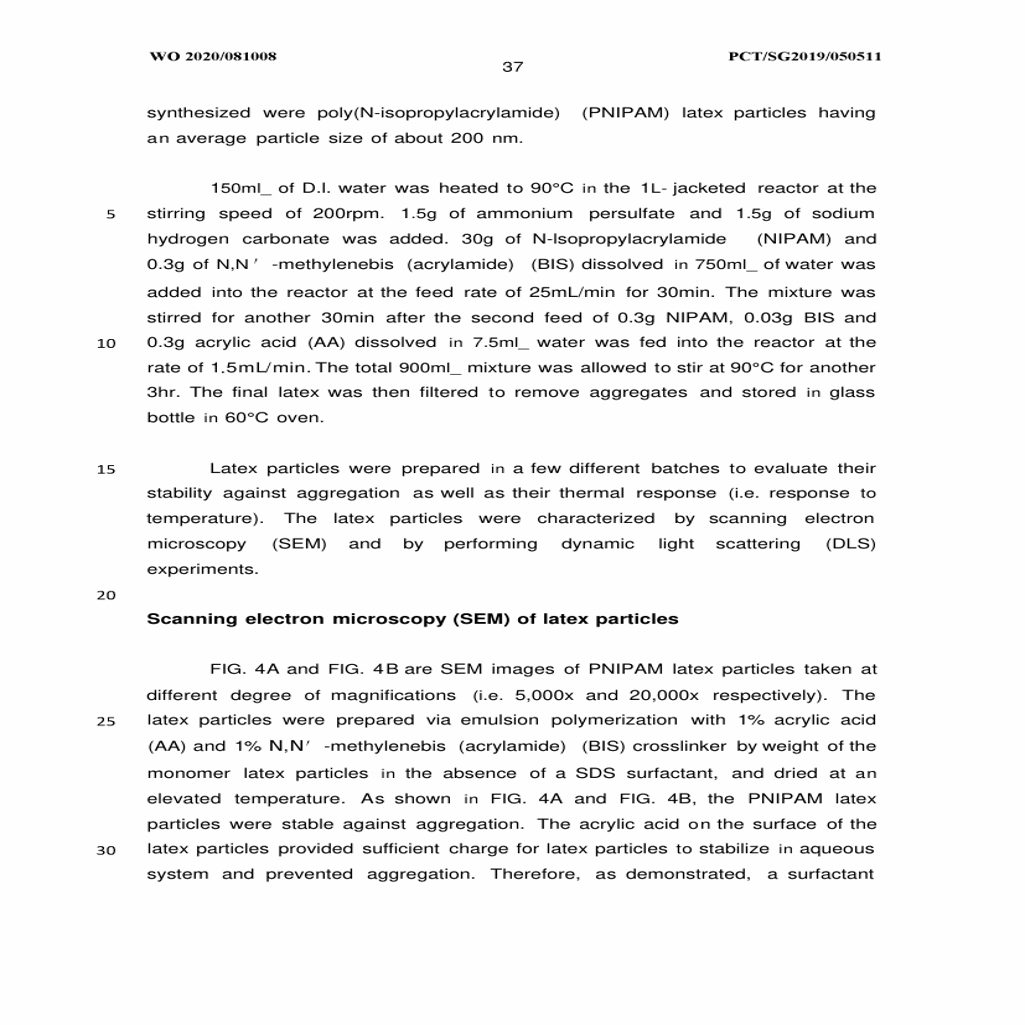 WO 2020/081008
PCT/SG2019/050511
37
synthesized were poly(N-isopropylacrylamide) (PNIPAM) latex particles having
an average particle size of about 200 nm.
150ml_ of D.I. water was heated to 90°C in the 1L- jacketed reactor at the
5 stirring speed of 200rpm. 1.5g of ammonium persulfate and 1.5g of sodium
hydrogen carbonate was added. 30g of N-Isopropylacrylamide (NIPAM) and
0.3g of N,N′ -methylenebis (acrylamide) (BIS) dissolved in 750ml_ of water was
added into the reactor at the feed rate of 25mL/min for 30min. The mixture was
stirred for another 30min after the second feed of 0.3g NIPAM, 0.03g BIS and
10 0.3g acrylic acid (AA) dissolved in 7.5ml_ water was fed into the reactor at the
rate of 1.5mL/min. The total 900ml_ mixture was allowed to stir at 90°C for another
3hr. The final latex was then filtered to remove aggregates and stored in glass
bottle in 60°C oven.
15 Latex particles were prepared in a few different batches to evaluate their
stability against aggregation as well as their thermal response (i.e. response to
temperature). The latex particles were characterized by scanning electron
microscopy (SEM) and by performing dynamic light scattering (DLS)
experiments.
20
Scanning electron microscopy (SEM) of latex particles
FIG. 4A and FIG. 4B are SEM images of PNIPAM latex particles taken at
different degree of magnifications (i.e. 5,000x and 20,000x respectively). The
25 latex particles were prepared via emulsion polymerization with 1% acrylic acid
(AA) and 1% N,N′ -methylenebis (acrylamide) (BIS) crosslinker by weight of the
monomer latex particles in the absence of a SDS surfactant, and dried at an
elevated temperature. As shown in FIG. 4A and FIG. 4B, the PNIPAM latex
particles were stable against aggregation. The acrylic acid on the surface of the
30 latex particles provided sufficient charge for latex particles to stabilize in aqueous
system and prevented aggregation. Therefore, as demonstrated, a surfactant